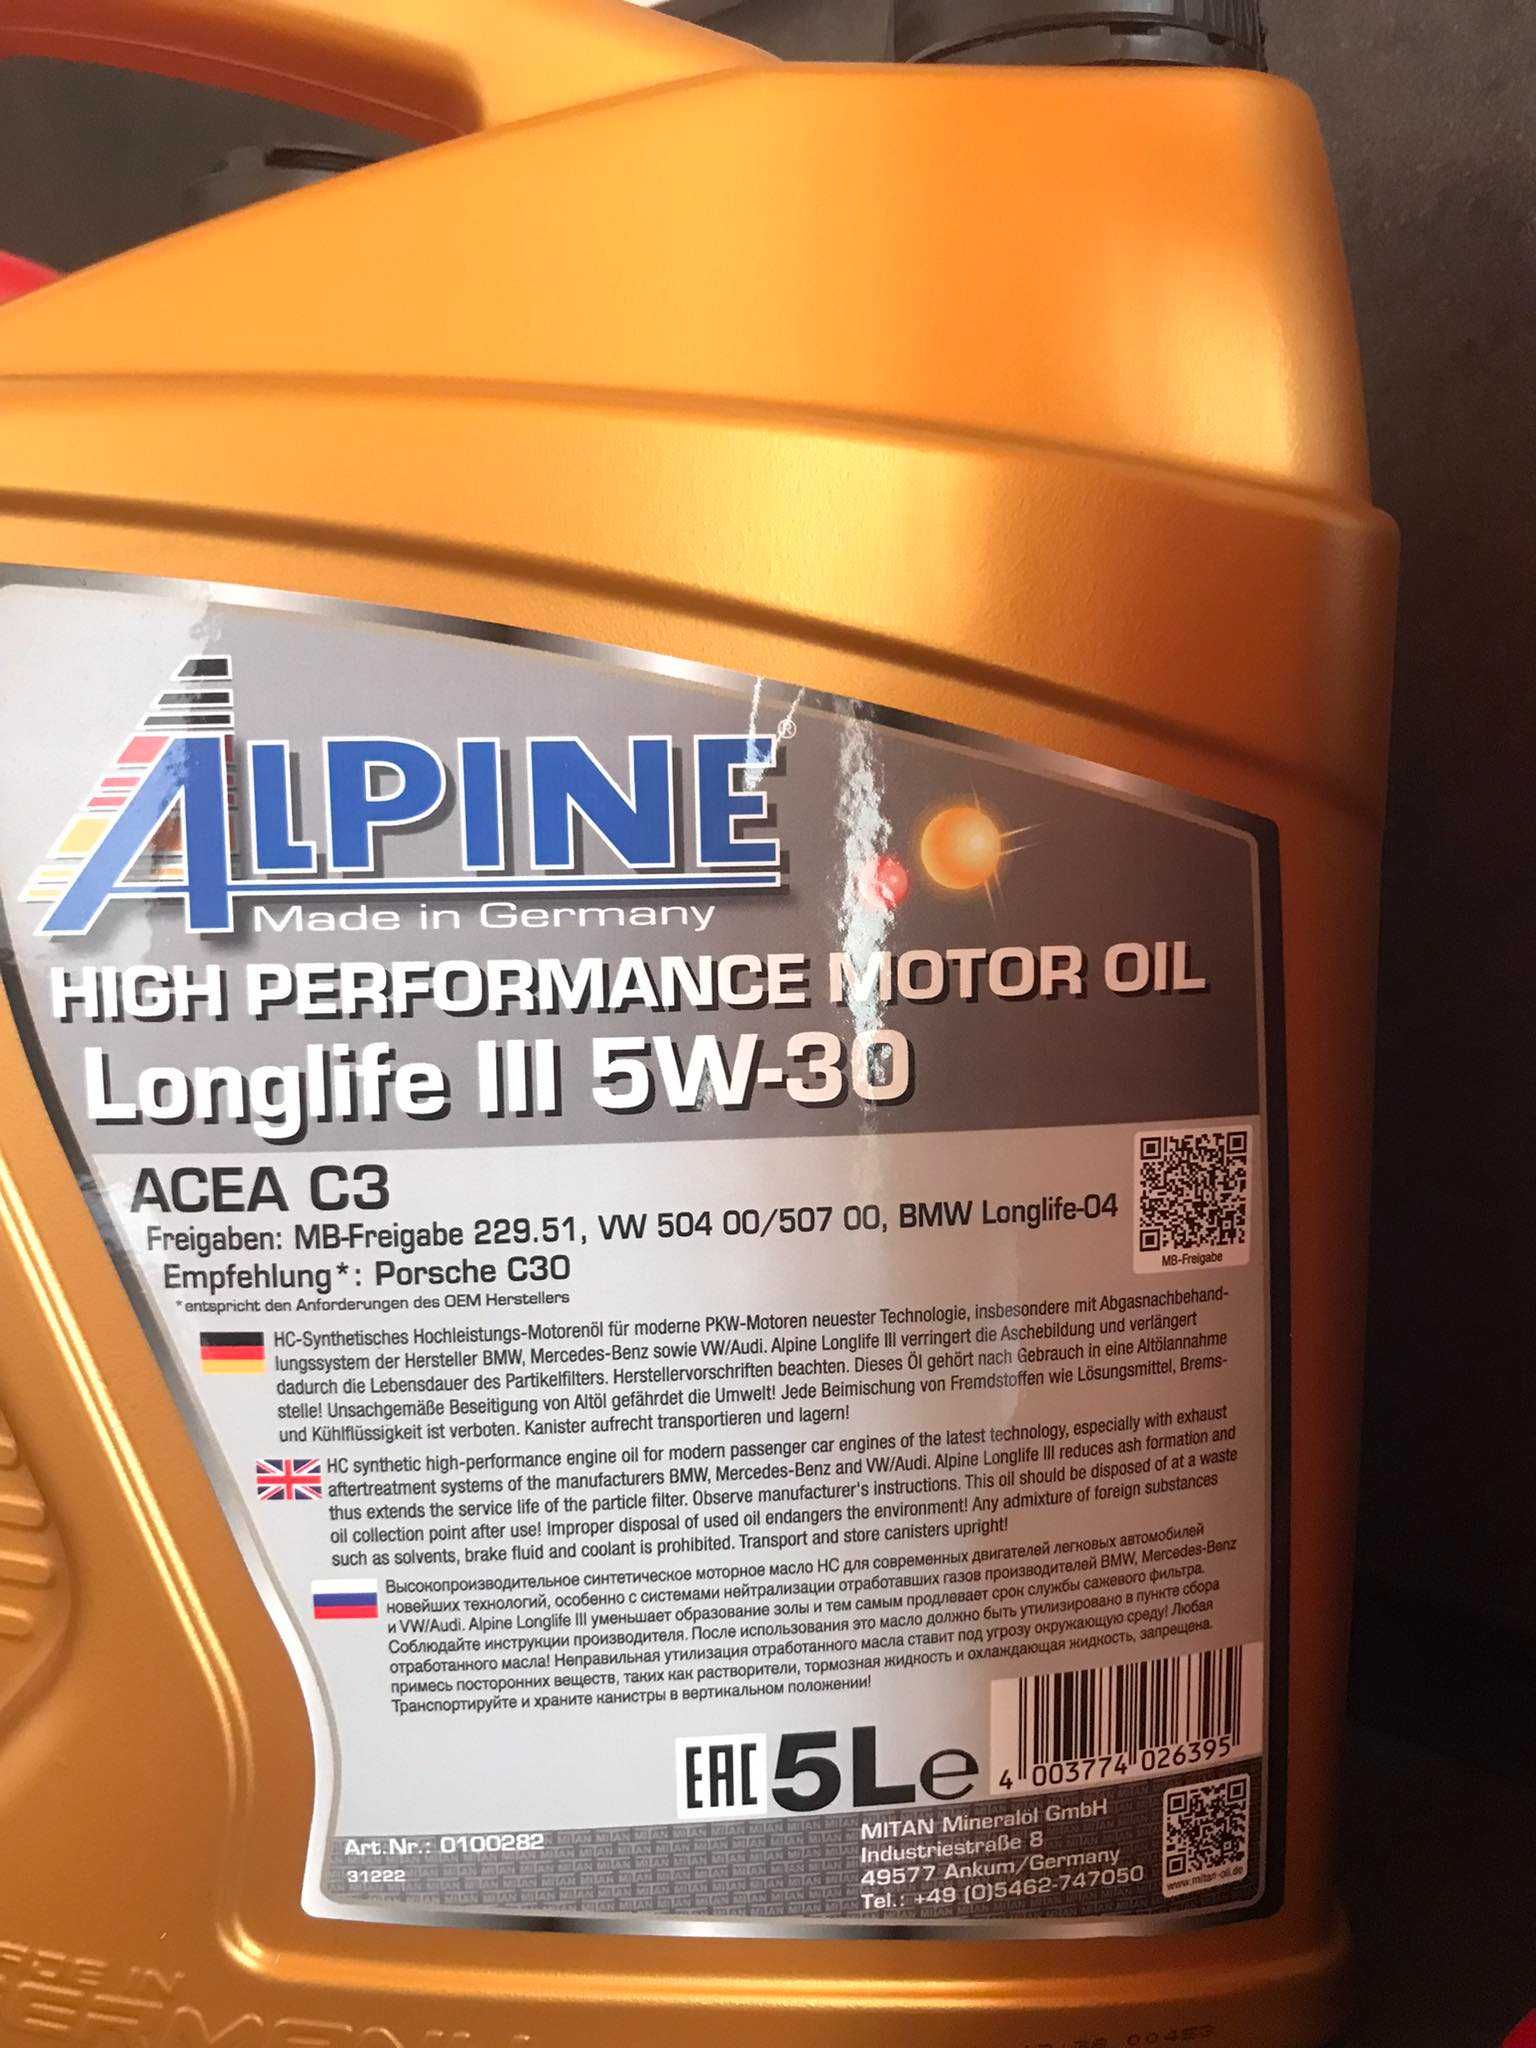 ALPINE®
Made in Germany
HIGH PERFORMANCE MOTOR OIL
Longlife III 5W-30
ACEA C3
Freigaben: MB-Freigabe 229.51, VW 504 00/507 00, BMW Longlife-04
Empfehlung*: Porsche C30
*entspricht den Anforderungen des OEM Herstellers
MB-Freigabe
HC-Synthetisches Hochleistungs-Motorenöl für moderne PKW-Motoren neuester Technologie, insbesondere mit Abgasnachbehand-
lungssystem der Hersteller BMW, Mercedes-Benz sowie VW/Audi. Alpine Longlife III verringert die Aschebildung und verlängert
dadurch die Lebensdauer des Partikelfilters. Herstellervorschriften beachten. Dieses Öl gehört nach Gebrauch in eine Altölannahme
stelle! Unsachgemäße Beseitigung von Altöl gefährdet die Umwelt! Jede Beimischung von Fremdstoffen wie Lösungsmittel, Brems-
und Kühlflüssigkeit ist verboten. Kanister aufrecht transportieren und lagern!
HC synthetic high-performance engine oil for modern passenger car engines of the latest technology, especially with exhaust
aftertreatment systems of the manufacturers BMW, Mercedes-Benz and VW/Audi. Alpine Longlife III reduces ash formation and
thus extends the service life of the particle filter. Observe manufacturer's instructions. This oil should be disposed of at a waste
oil collection point after use! Improper disposal of used oil endangers the environment! Any admixture of foreign substances
such as solvents, brake fluid and coolant is prohibited. Transport and store canisters upright!
Высокопроизводительное синтетическое моторное масло HC для современных двигателей легковых автомобилей
новейших технологий, особенно с системами нейтрализации отработавших газов производителей BMW, Mercedes-Benz
и VW/Audi. Alpine Longlife III уменьшает образование золы и тем самым продлевает срок службы сажевого фильтра.
Соблюдайте инструкции производителя. После использования это масло должно быть утилизировано в пункте сбора
отработанного масла! Неправильная утилизация отработанного масла ставит под угрозу окружающую среду! Любая
примесь посторонних веществ, таких как растворители, тормозная жидкость и охлаждающая жидкость, запрещена.
Транспортируйте и храните канистры в вертикальном положении!
EAC 5L e
4 003774 026395
Art.Nr.: 0100282
31222
MITAN Mineralöl GmbH
Industriestraße 8
49577 Ankum/Germany
Tel.: +49 (0)5462-747050
www.mitan-oil.de